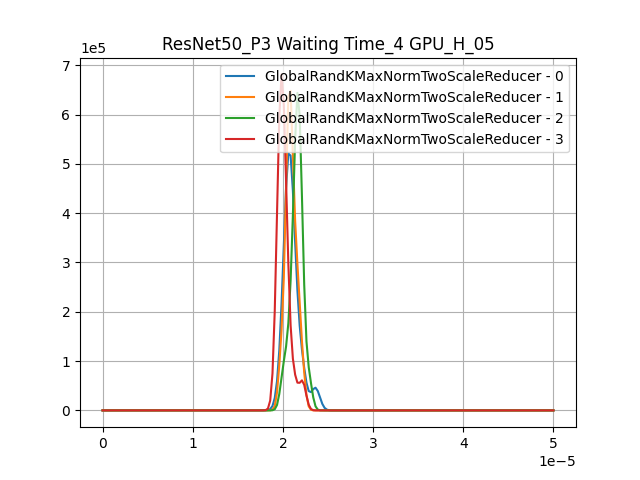 ResNet50_P3 Waiting Time_4 GPU_H_05
1e5
7
6
5
4
3
2
1
0
GlobalRandKMaxNormTwoScaleReducer - 0
GlobalRandKMaxNormTwoScaleReducer - 1
GlobalRandKMaxNormTwoScaleReducer - 2
GlobalRandKMaxNormTwoScaleReducer - 3
0 1 2 3 4 5
1e−5